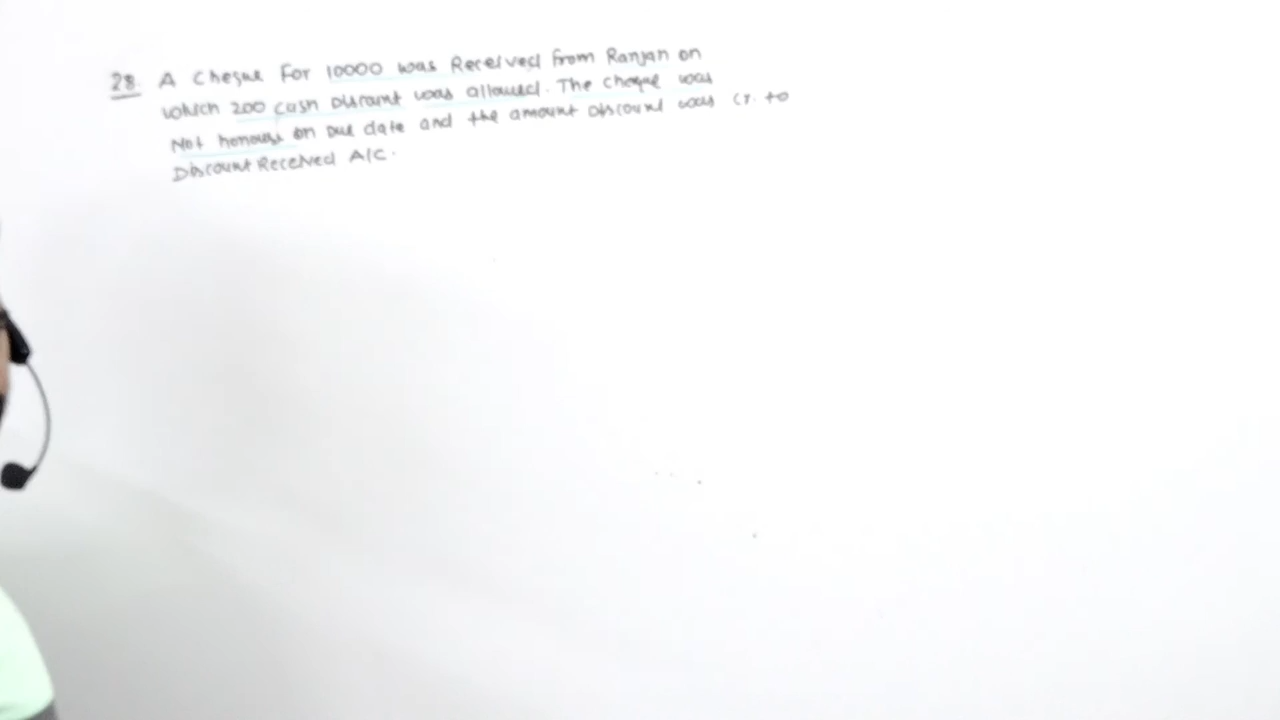 28. A Cheque For 10000 was Received from Ranjan on
which 200 cash Discount was allowed. The cheque was
Not honour on Due date and the amount discount was Cr. to
Discount Received A/C.